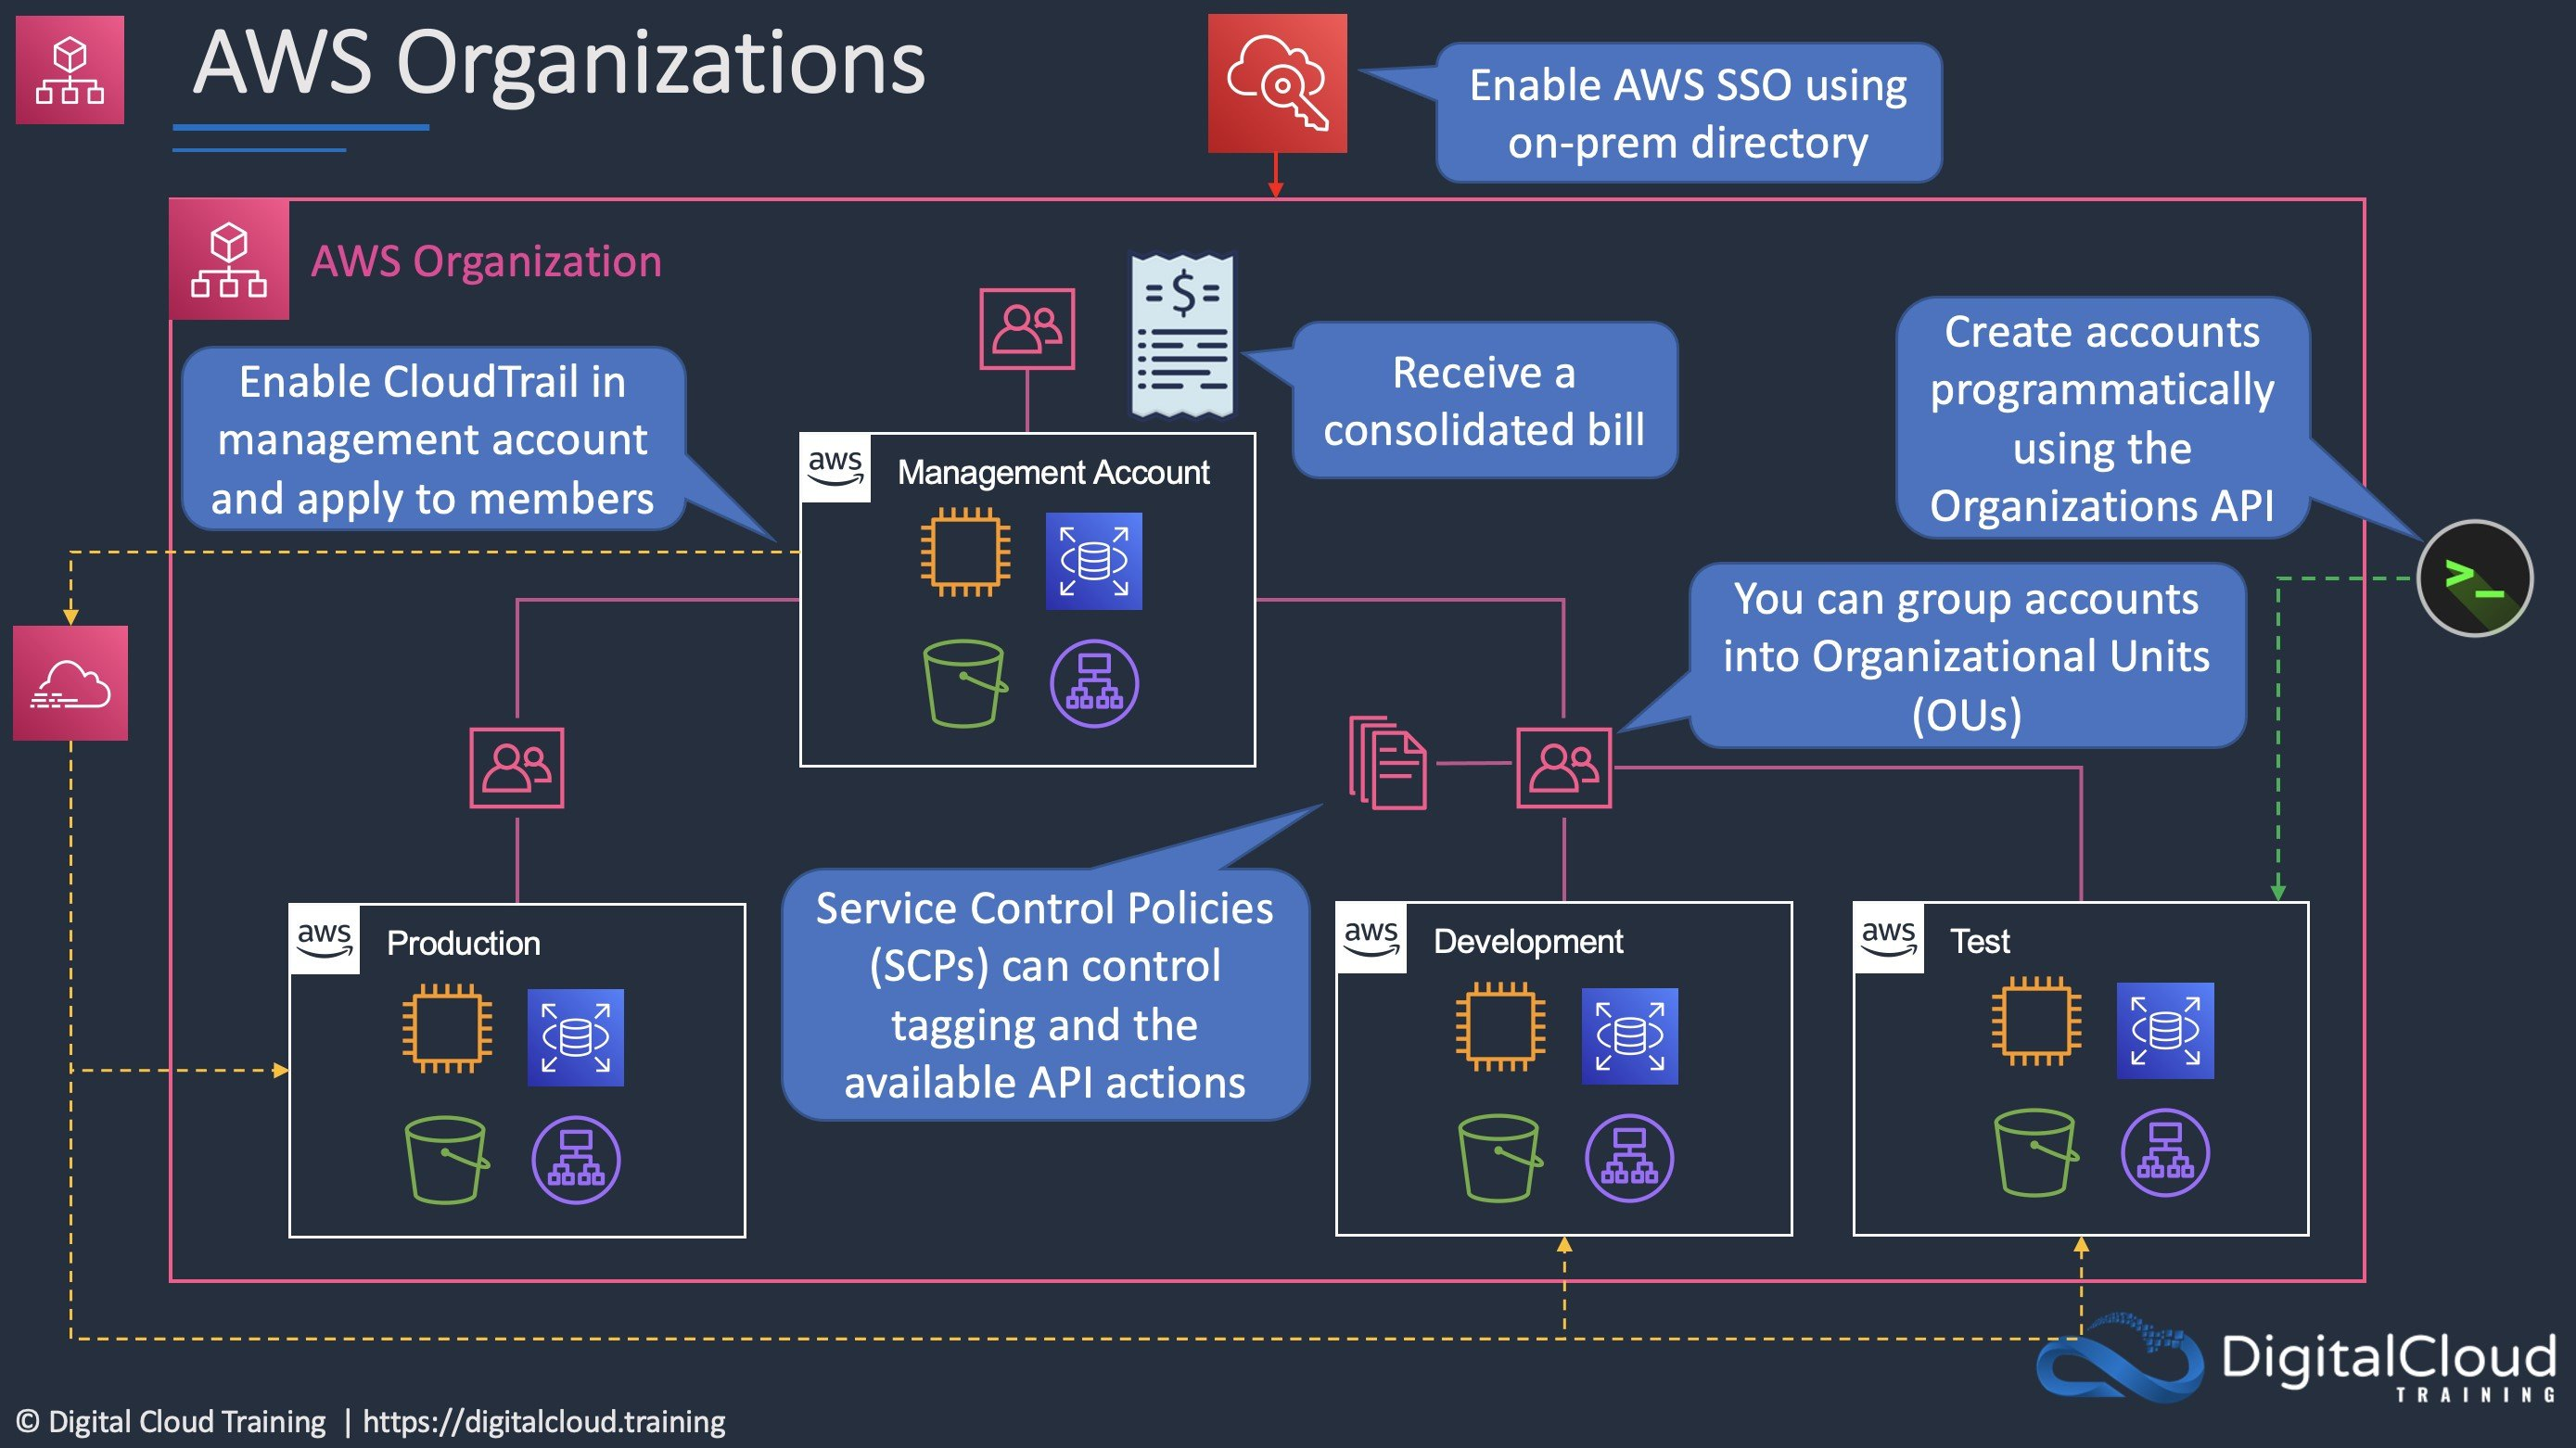 AWS Organizations
Enable AWS SSO using
on-prem directory
AWS Organization
$
Enable CloudTrail in
management account
and apply to members
Receive a
consolidated bill
Create accounts
programmatically
using the
Organizations API
aws
Management Account
>_
You can group accounts
into Organizational Units
(OUs)
Service Control Policies
(SCPs) can control
tagging and the
available API actions
aws
Production
aws
Development
aws
Test
DigitalCloud
TRAINING
© Digital Cloud Training | https://digitalcloud.training